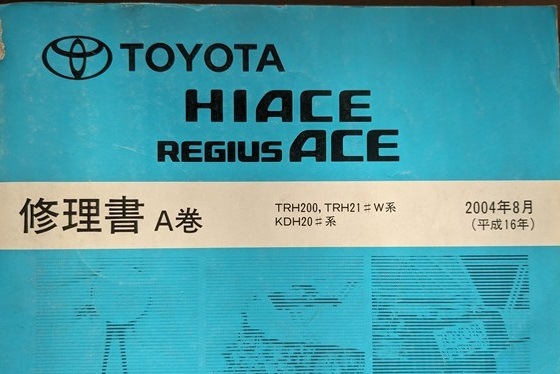 TOYOTA
HIACE
REGIUS ACE
修理書 A巻
TRH200, TRH21♯W系
KDH20♯系
2004年8月
(平成16年)